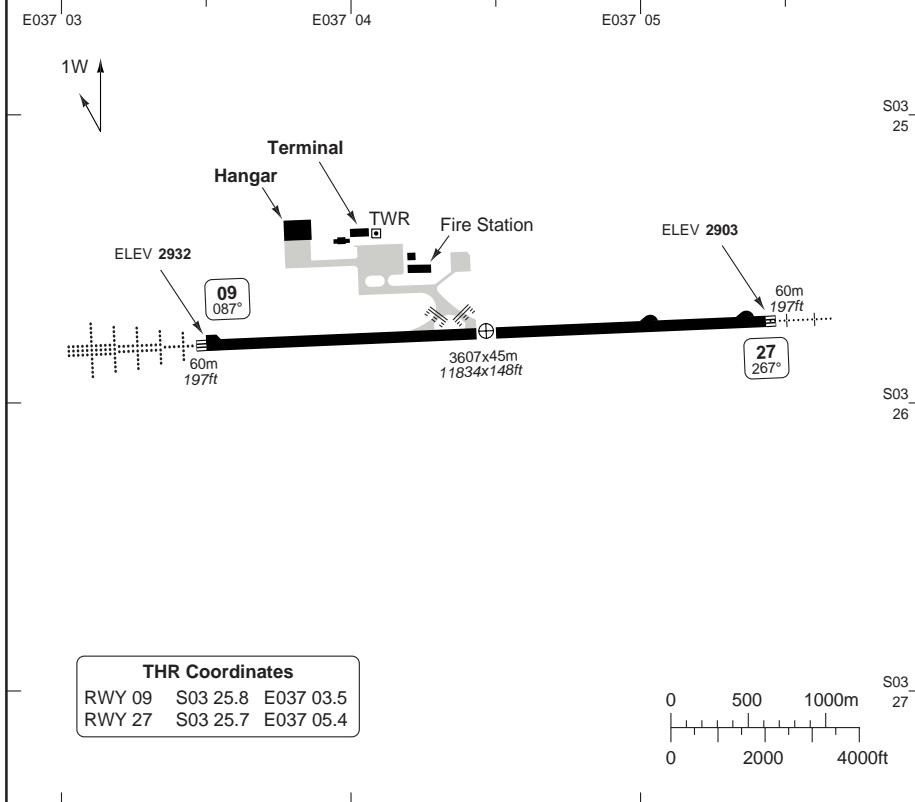 E037 03
E037 04
E037 05
1W
S03
25
Terminal
Hangar
TWR
Fire Station
ELEV 2932
ELEV 2903
09
087°
60m
197ft
60m
197ft
3607x45m
11834x148ft
27
267°
S03
26
THR Coordinates
RWY 09 S03 25.8 E037 03.5
RWY 27 S03 25.7 E037 05.4
S03
27
0 500 1000m
0 2000 4000ft